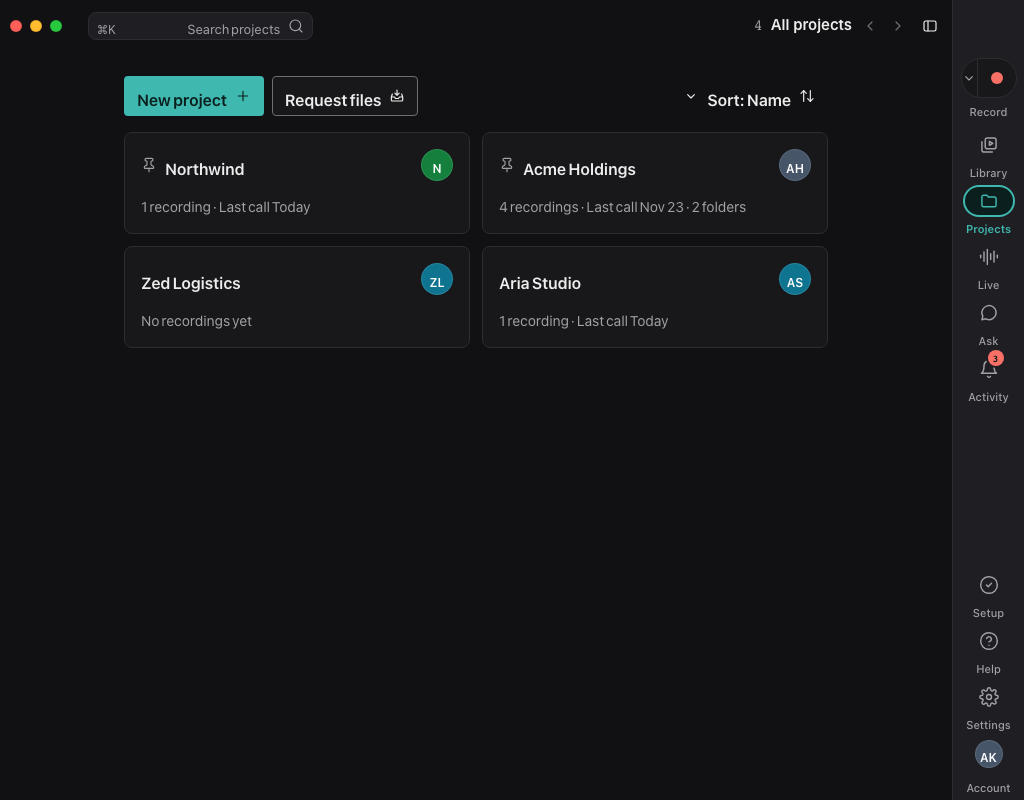 ⌘K Search projects
4 All projects
New project
Request files
Sort: Name
Northwind
N
1 recording · Last call Today
Acme Holdings
AH
4 recordings · Last call Nov 23 · 2 folders
Zed Logistics
ZL
No recordings yet
Aria Studio
AS
1 recording · Last call Today
Record
Library
Projects
Live
Ask
3
Activity
Setup
Help
Settings
AK
Account